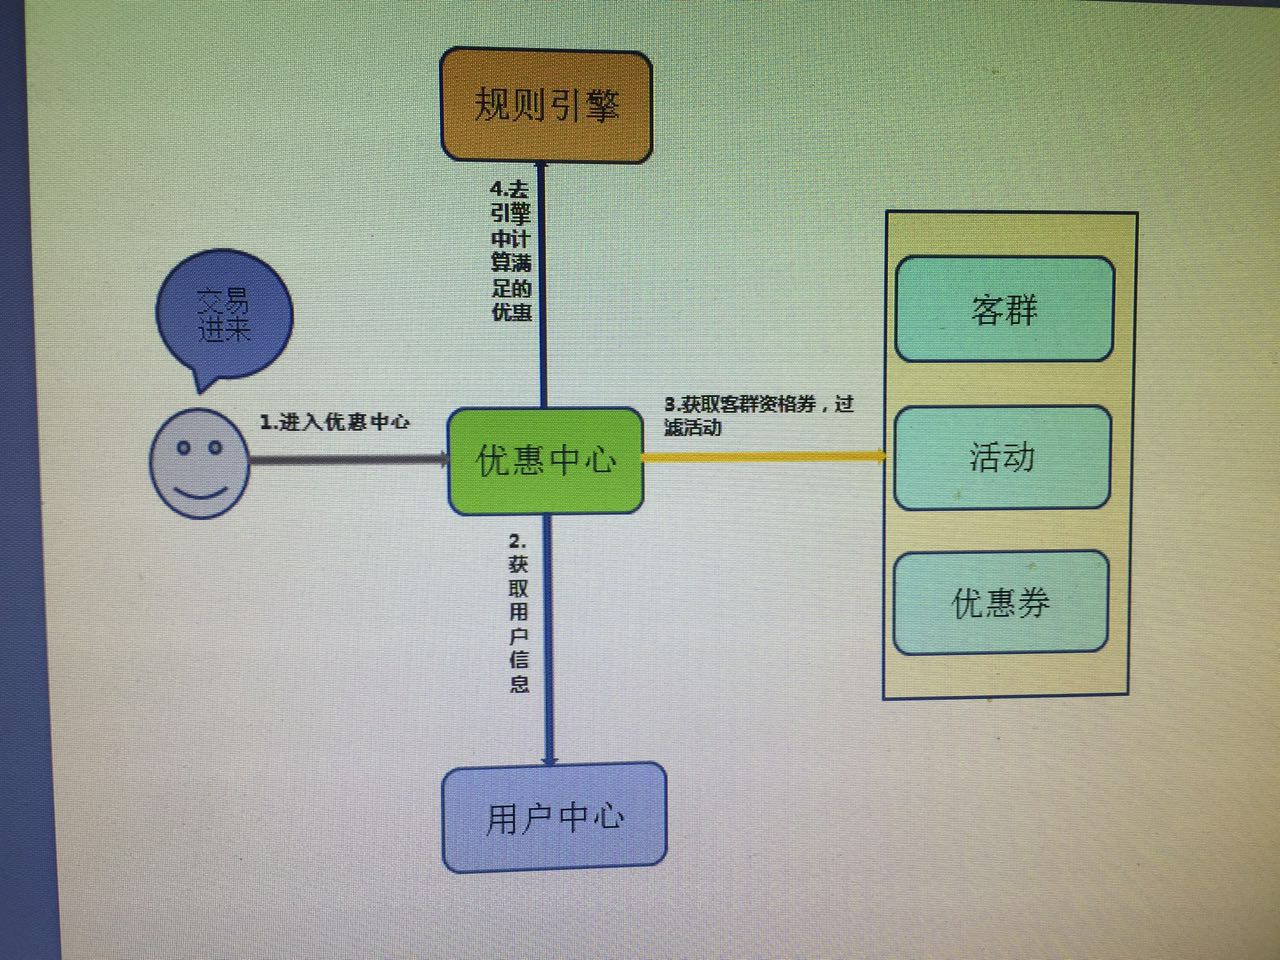 规则引擎
4.去
引擎
中计
算满
足的
优惠
交易
进来
1.进入优惠中心
优惠中心
3.获取客群资格券，过
滤活动
客群
活动
优惠券
2.
获
取
用
户
信
息
用户中心